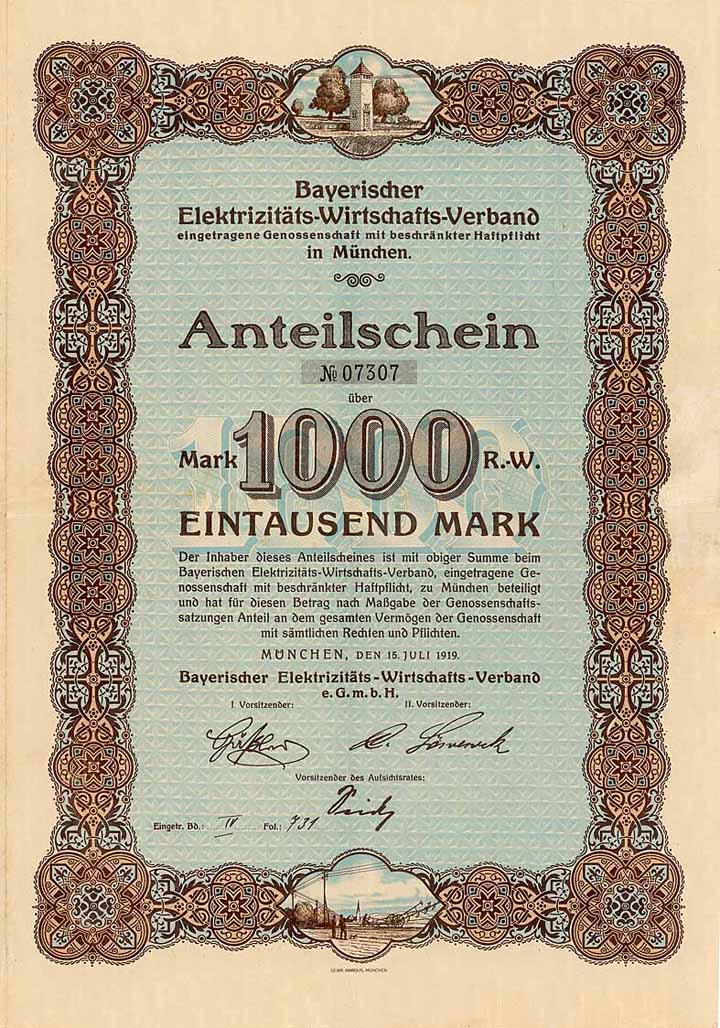 Bayerischer
Elektrizitäts-Wirtschafts-Verband
eingetragene Genossenschaft mit beschränkter Haftpflicht
in München.
Anteilschein
№ 07307
über
Mark 1000 R.-W.
EINTAUSEND MARK
Der Inhaber dieses Anteilscheines ist mit obiger Summe beim
Bayerischen Elektrizitäts-Wirtschafts-Verband, eingetragene Ge-
nossenschaft mit beschränkter Haftpflicht, zu München beteiligt
und hat für diesen Betrag nach Maßgabe der Genossenschafts-
satzungen Anteil an dem gesamten Vermögen der Genossenschaft
mit sämtlichen Rechten und Pflichten.
MÜNCHEN, DEN 15. JULI 1919.
Bayerischer Elektrizitäts-Wirtschafts-Verband
e. G. m. b. H.
I. Vorsitzender: II. Vorsitzender:
Vorsitzender des Aufsichtsrates:
Eingetr. Bd.: IV Fol.: 731